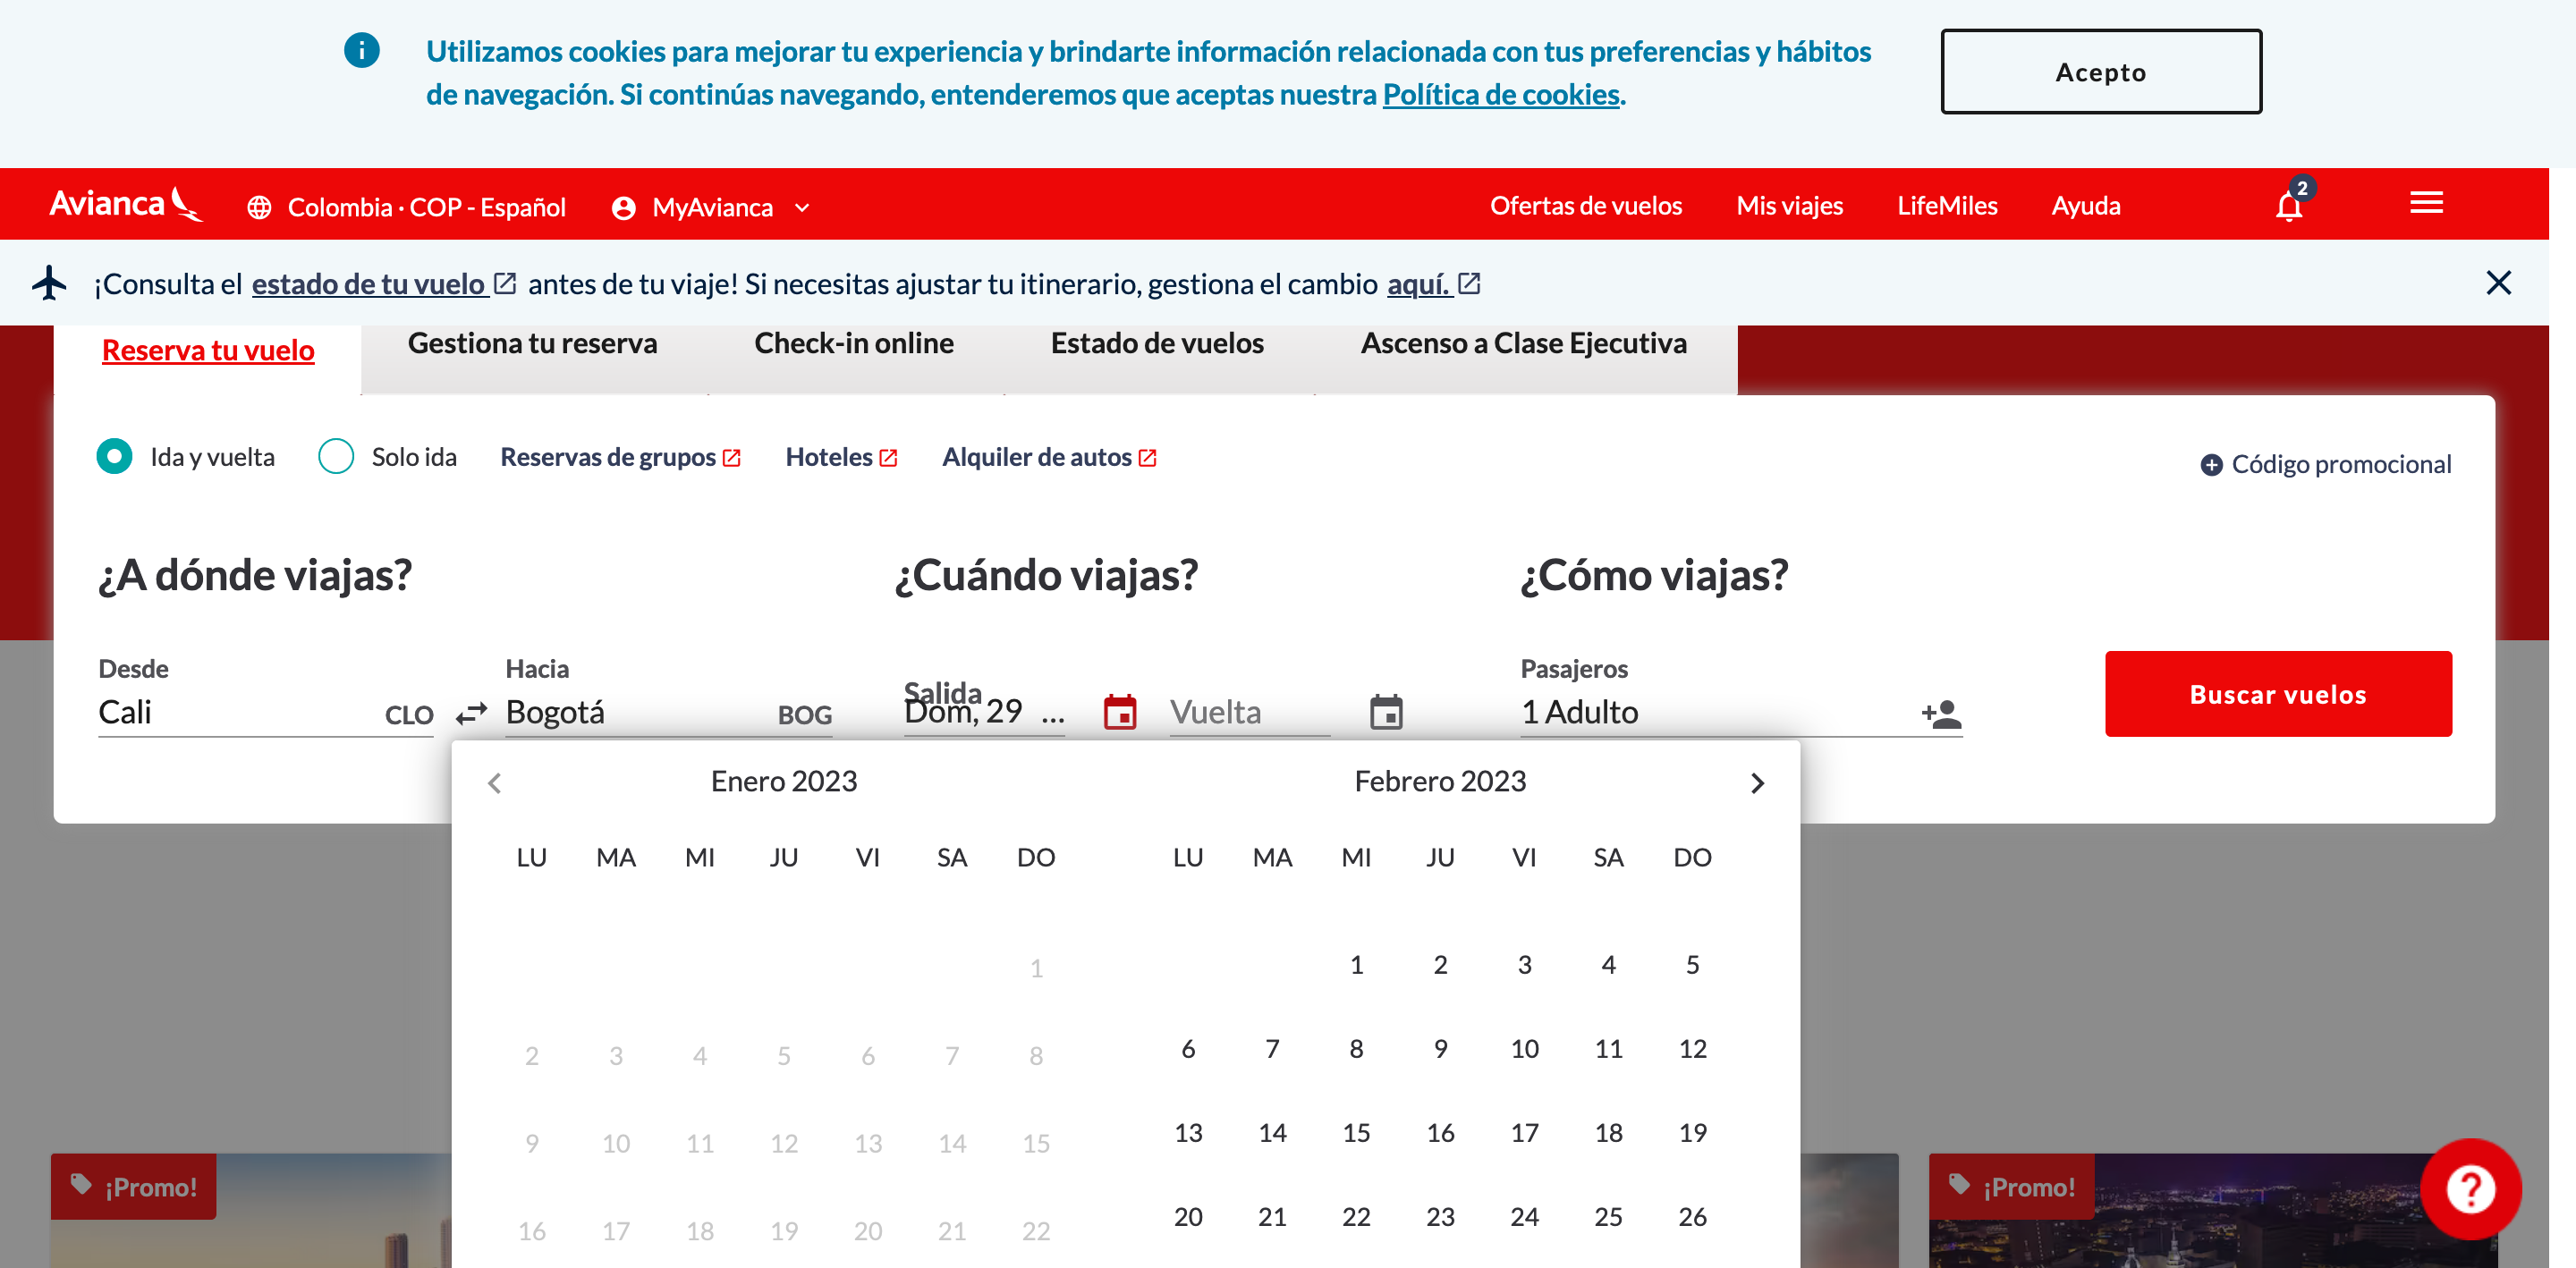 Utilizamos cookies para mejorar tu experiencia y brindarte información relacionada con tus preferencias y hábitos
de navegación. Si continúas navegando, entenderemos que aceptas nuestra Política de cookies.
Acepto
Avianca Colombia · COP - Español MyAvianca Ofertas de vuelos Mis viajes LifeMiles Ayuda 2
¡Consulta el estado de tu vuelo antes de tu viaje! Si necesitas ajustar tu itinerario, gestiona el cambio aquí.
Reserva tu vuelo Gestiona tu reserva Check-in online Estado de vuelos Ascenso a Clase Ejecutiva
Ida y vuelta Solo ida Reservas de grupos Hoteles Alquiler de autos Código promocional
¿A dónde viajas? ¿Cuándo viajas? ¿Cómo viajas?
Desde Hacia Salida Pasajeros
Cali CLO Bogotá BOG Dom, 29 ... Vuelta 1 Adulto Buscar vuelos
Enero 2023 Febrero 2023
LU MA MI JU VI SA DO LU MA MI JU VI SA DO
1 1 2 3 4 5
2 3 4 5 6 7 8 6 7 8 9 10 11 12
9 10 11 12 13 14 15 13 14 15 16 17 18 19
¡Promo! ¡Promo!
16 17 18 19 20 21 22 20 21 22 23 24 25 26